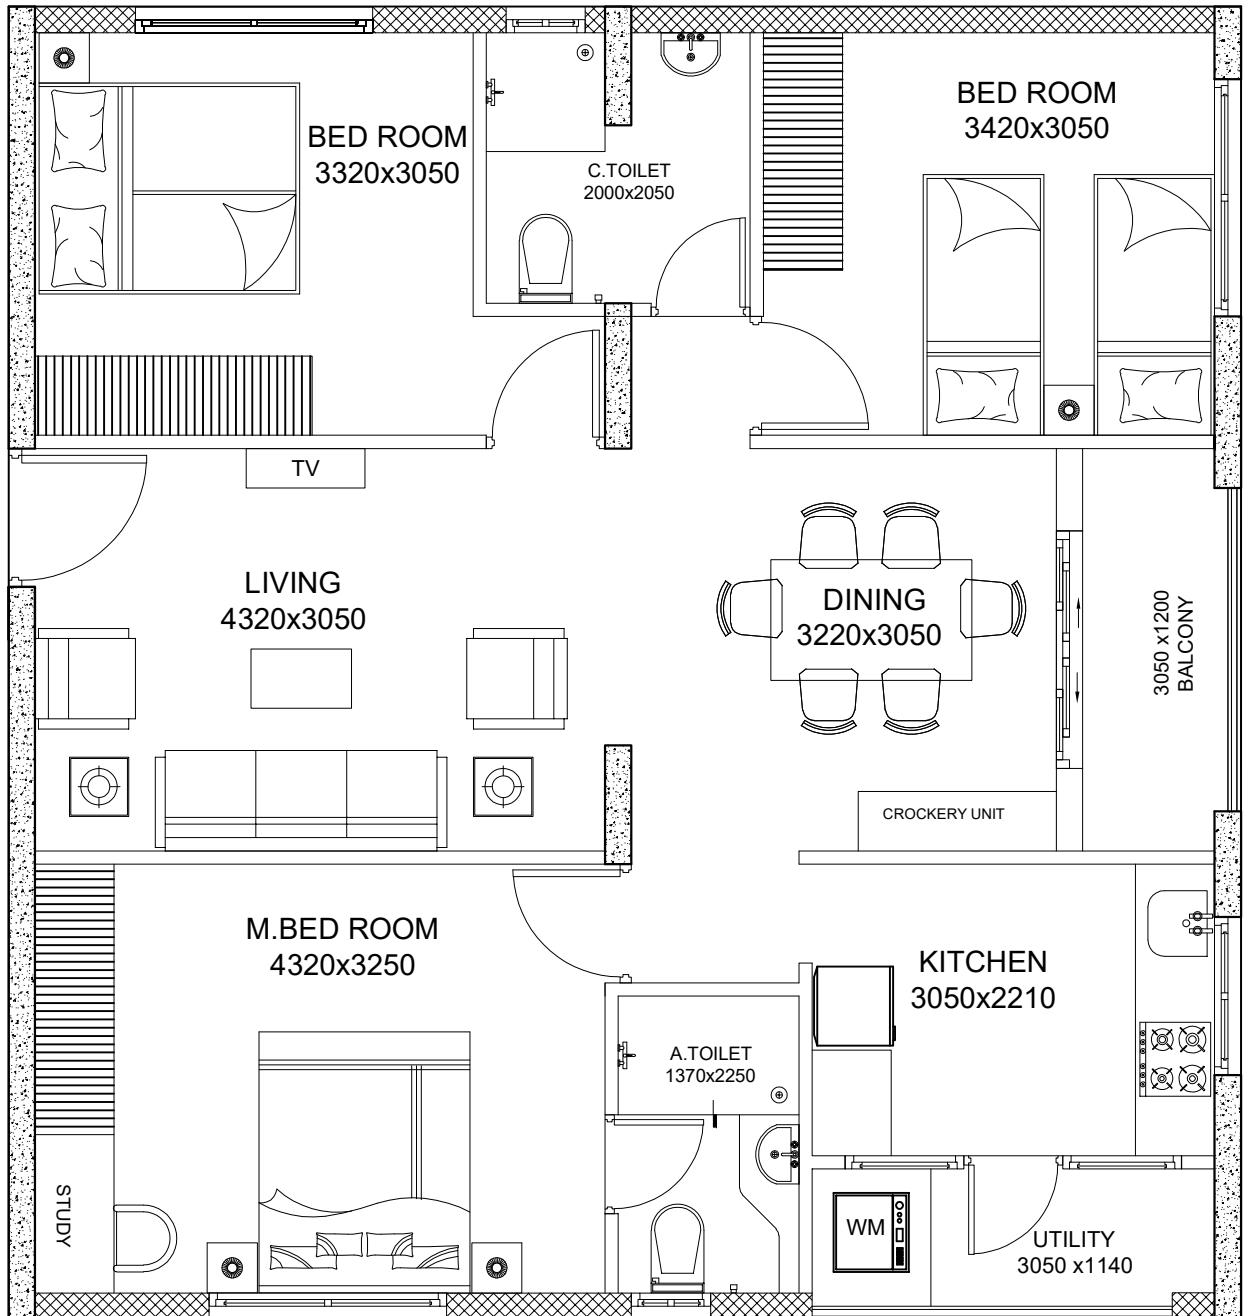 BED ROOM
3320x3050
C.TOILET
2000x2050
BED ROOM
3420x3050
TV
LIVING
4320x3050
DINING
3220x3050
3050 x1200
BALCONY
CROCKERY UNIT
M.BED ROOM
4320x3250
KITCHEN
3050x2210
A.TOILET
1370x2250
STUDY
WM
UTILITY
3050 x1140